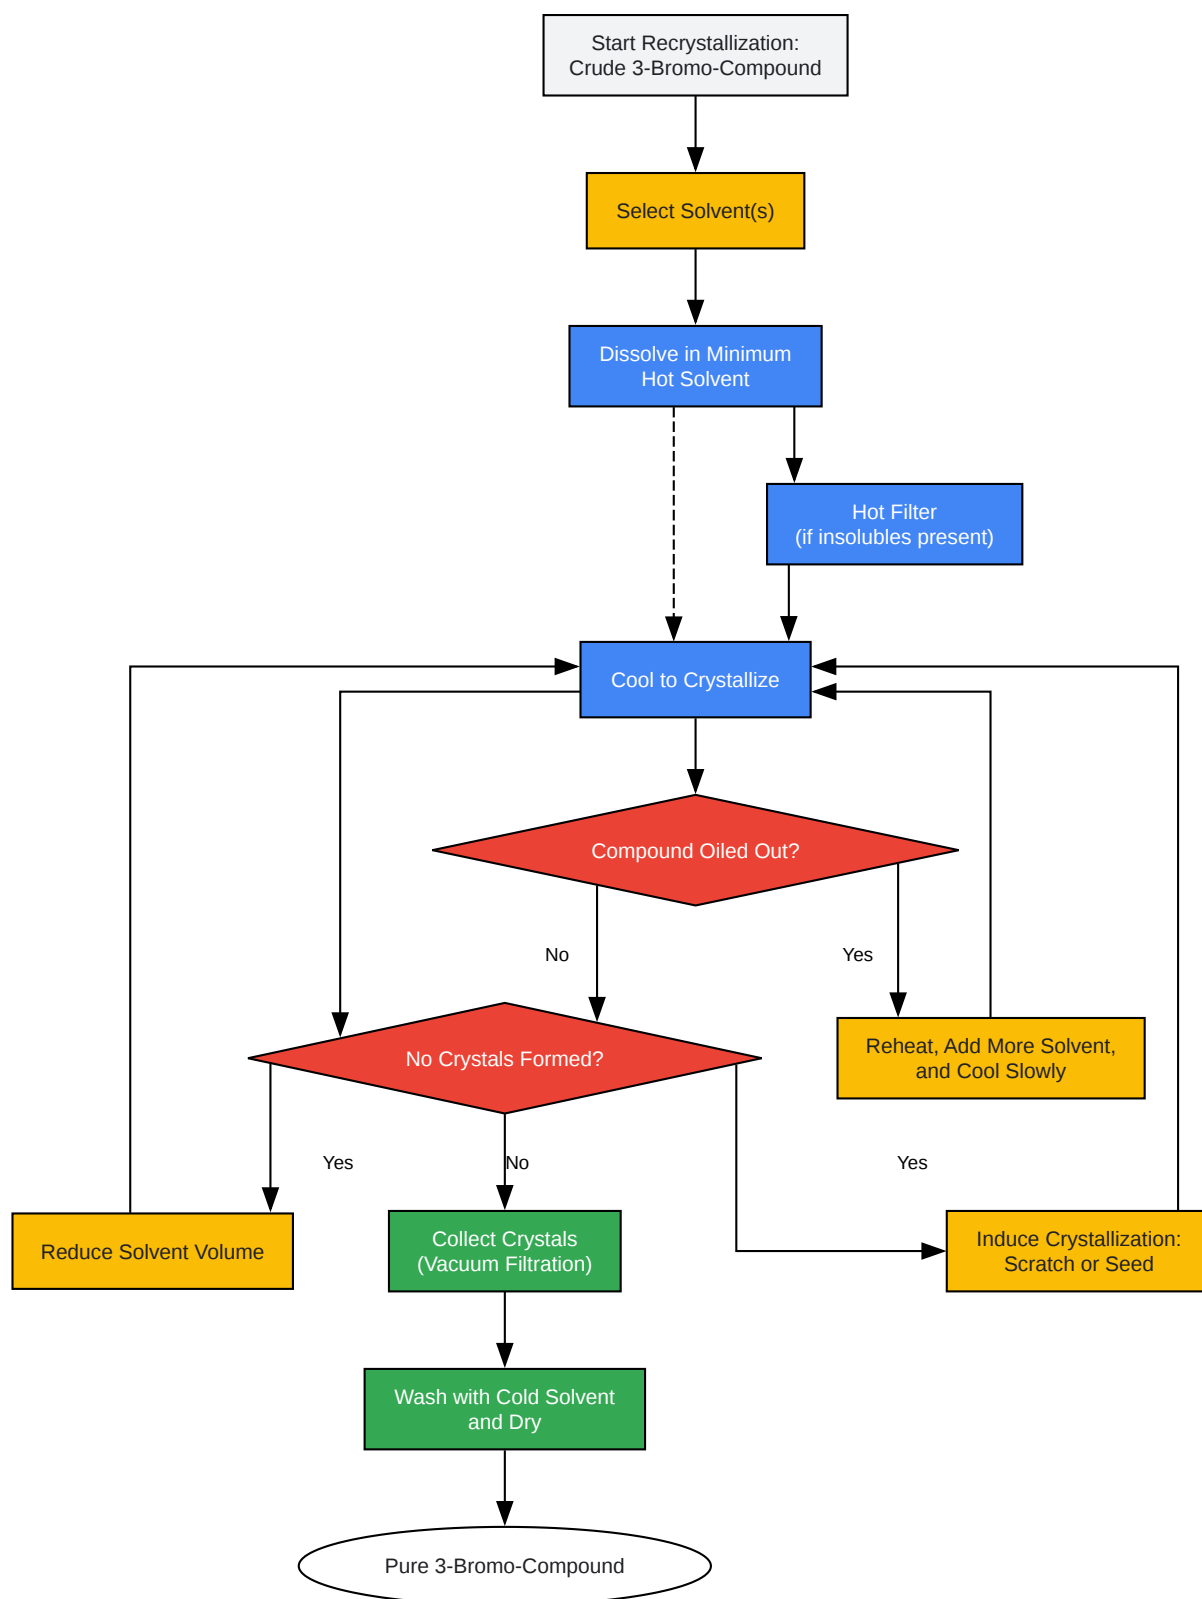 Start Recrystallization:
Crude 3-Bromo-Compound
Select Solvent(s)
Dissolve in Minimum
Hot Solvent
Hot Filter
(if insolubles present)
Cool to Crystallize
Compound Oiled Out?
No
Yes
No Crystals Formed?
Reheat, Add More Solvent,
and Cool Slowly
Yes
No
Yes
Reduce Solvent Volume
Collect Crystals
(Vacuum Filtration)
Induce Crystallization:
Scratch or Seed
Wash with Cold Solvent
and Dry
Pure 3-Bromo-Compound